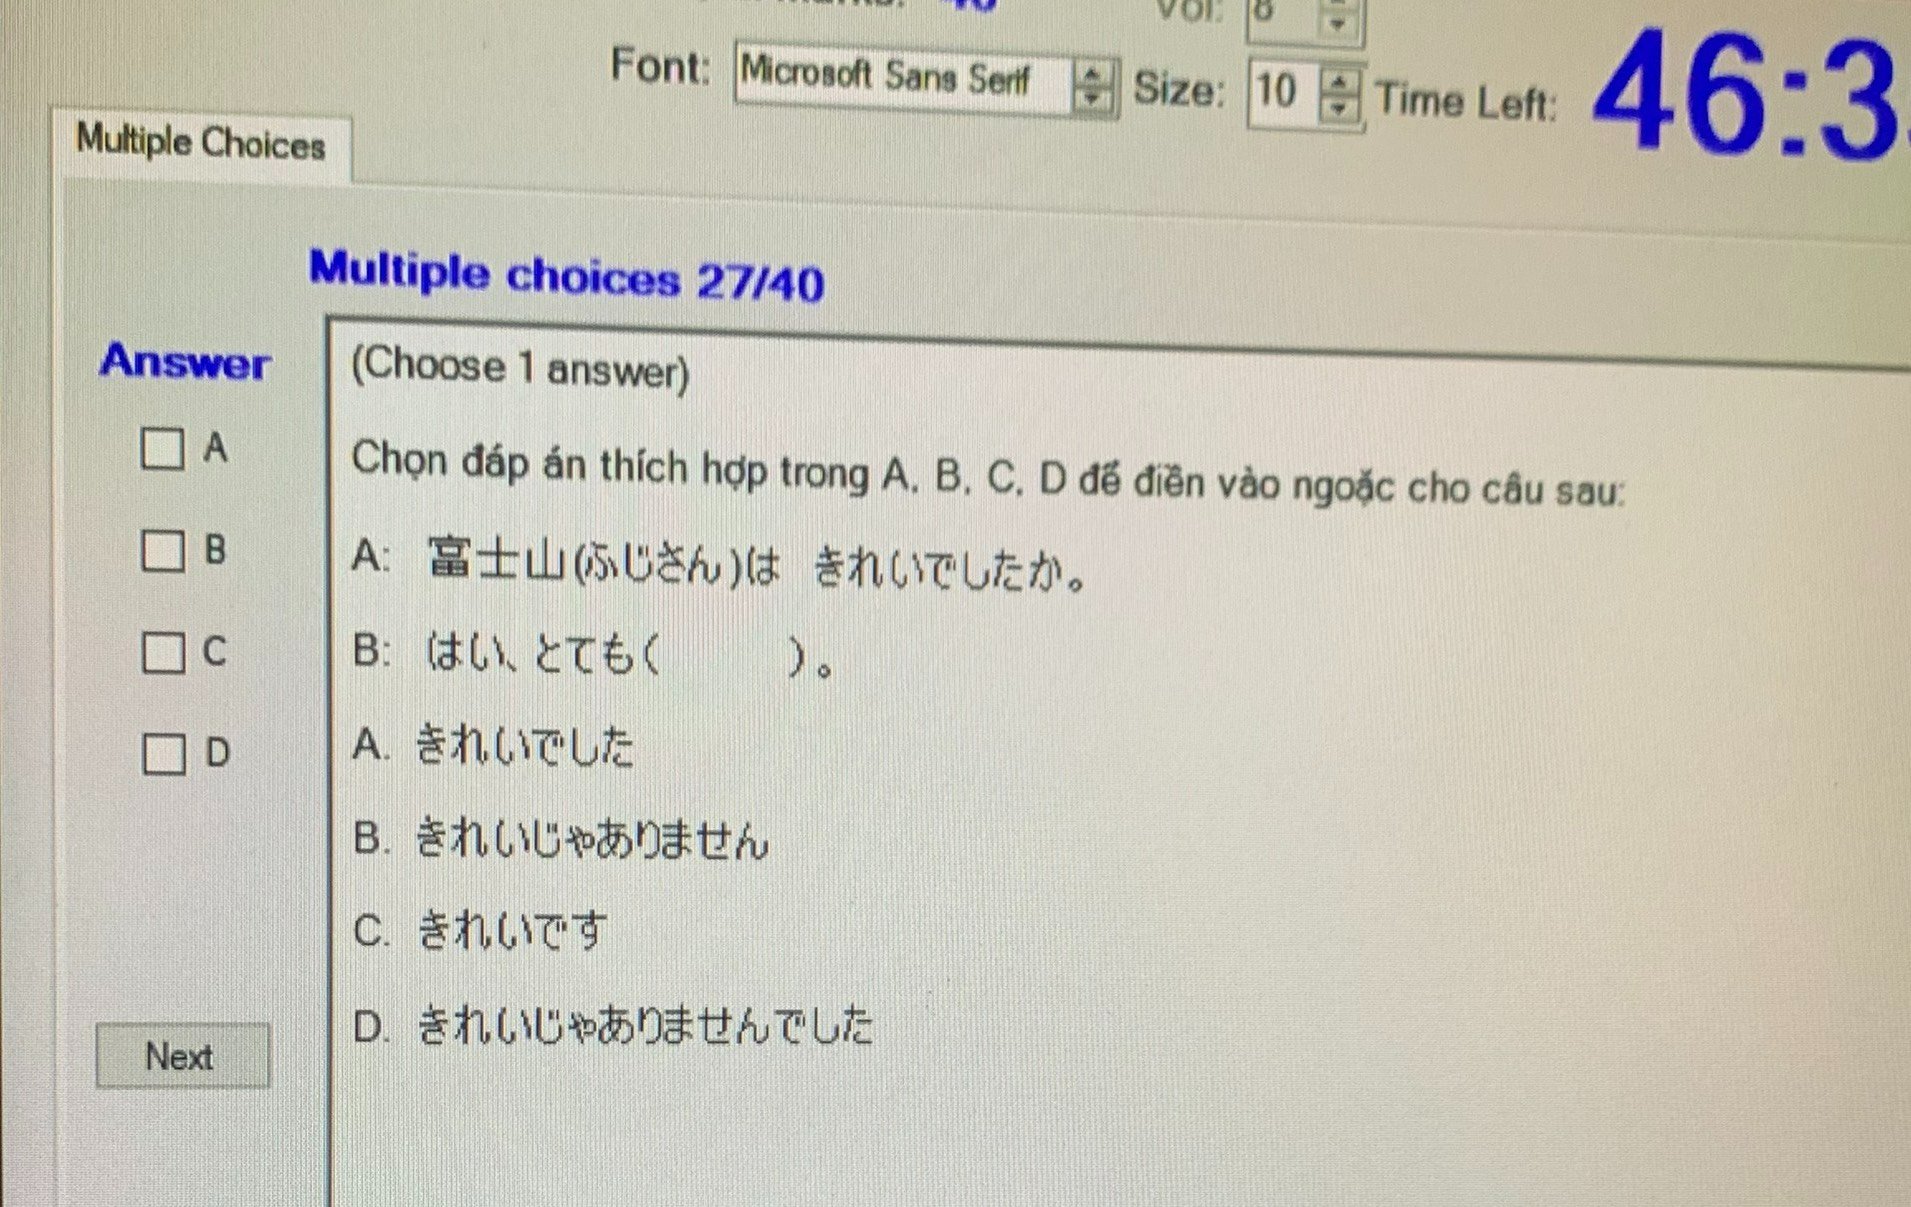 Font: Microsoft Sans Serif Size: 10 Time Left: 46:3
Multiple Choices
Multiple choices 27/40
Answer
(Choose 1 answer)
A
Chọn đáp án thích hợp trong A, B, C, D để điền vào ngoặc cho câu sau:
B
A: 富士山(ふじさん)は きれいでしたか。
C
B: はい、とても( )。
D
A. きれいでした
B. きれいじゃありません
C. きれいです
D. きれいじゃありませんでした
Next